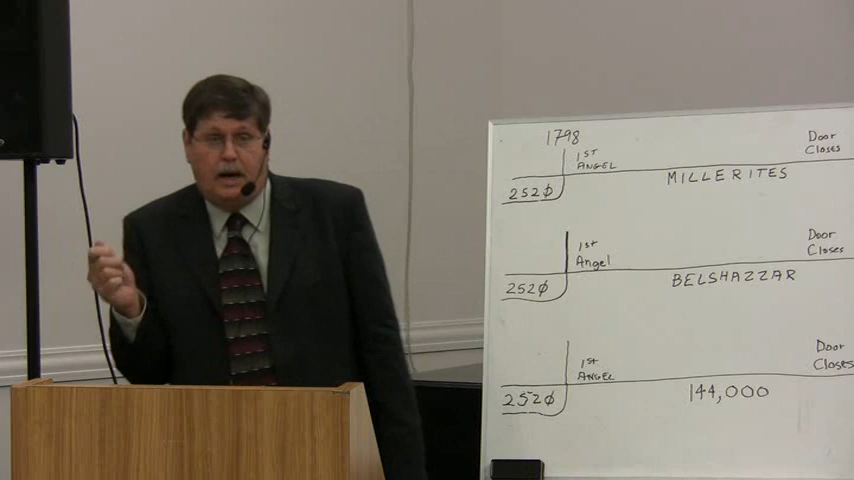 1798
1ST
ANGEL
Door
Closes
MILLERITES
2520
1st
Angel
Door
Closes
BELSHAZZAR
2520
1st
ANGEL
Door
Closes
144,000
2520